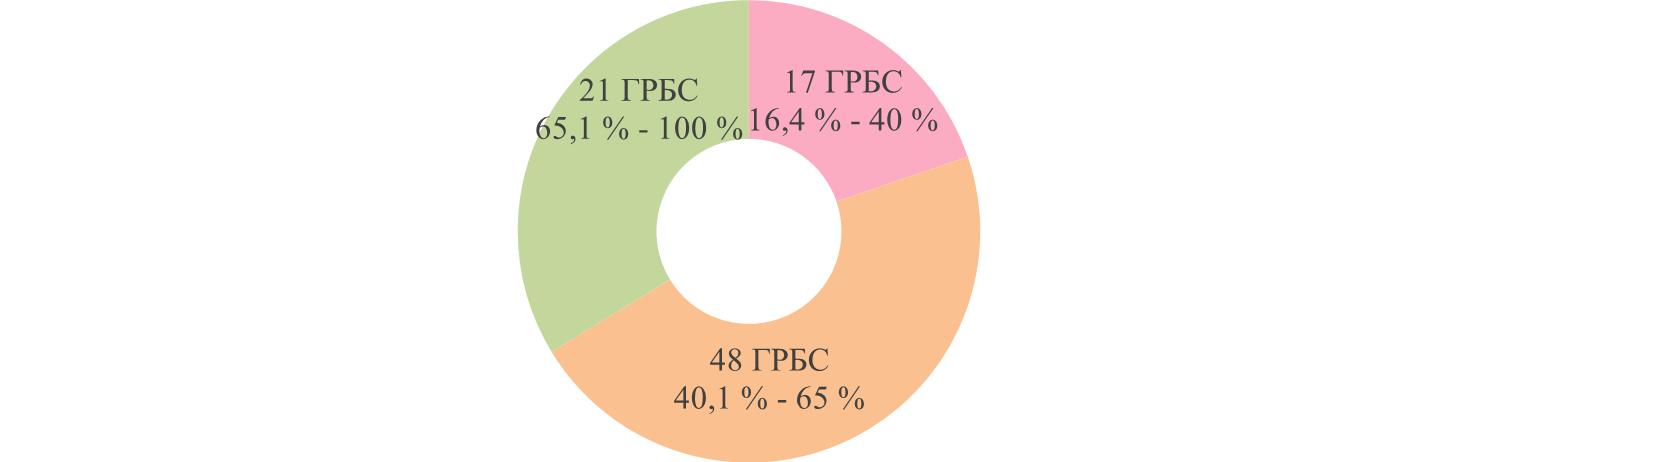 21 ГРБС
65,1 % - 100 %
17 ГРБС
16,4 % - 40 %
48 ГРБС
40,1 % - 65 %